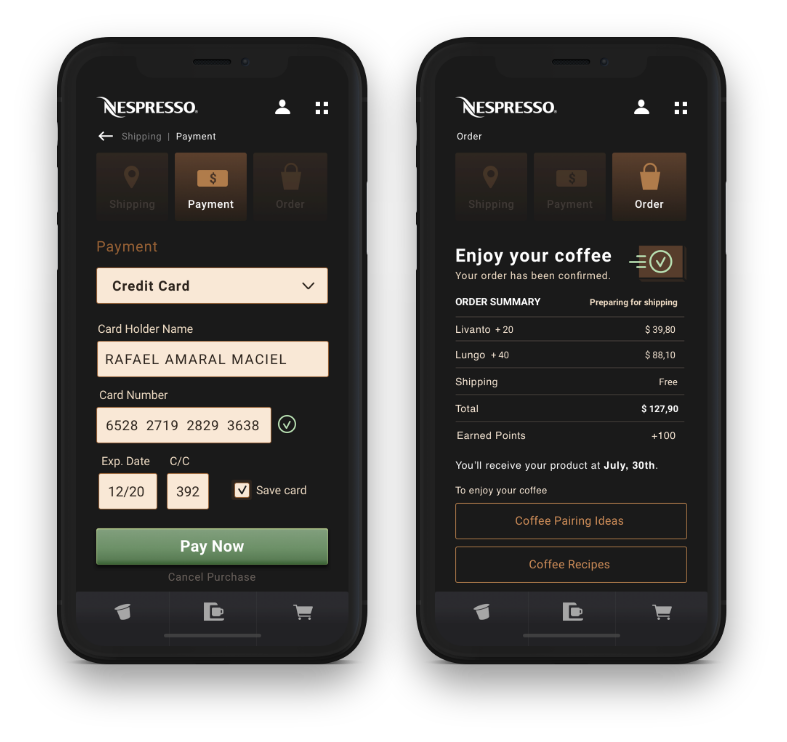 NESPRESSO.
Shipping | Payment
Shipping
$
Payment
Order
Payment
Credit Card
Card Holder Name
RAFAEL AMARAL MACIEL
Card Number
6528 2719 2829 3638
Exp. Date C/C
12/20 392 Save card
Pay Now
Cancel Purchase
NESPRESSO.
Order
Shipping
$
Payment
Order
Enjoy your coffee
Your order has been confirmed.
ORDER SUMMARY Preparing for shipping
Livanto + 20 $ 39,80
Lungo + 40 $ 88,10
Shipping Free
Total $ 127,90
Earned Points +100
You'll receive your product at July, 30th.
To enjoy your coffee
Coffee Pairing Ideas
Coffee Recipes